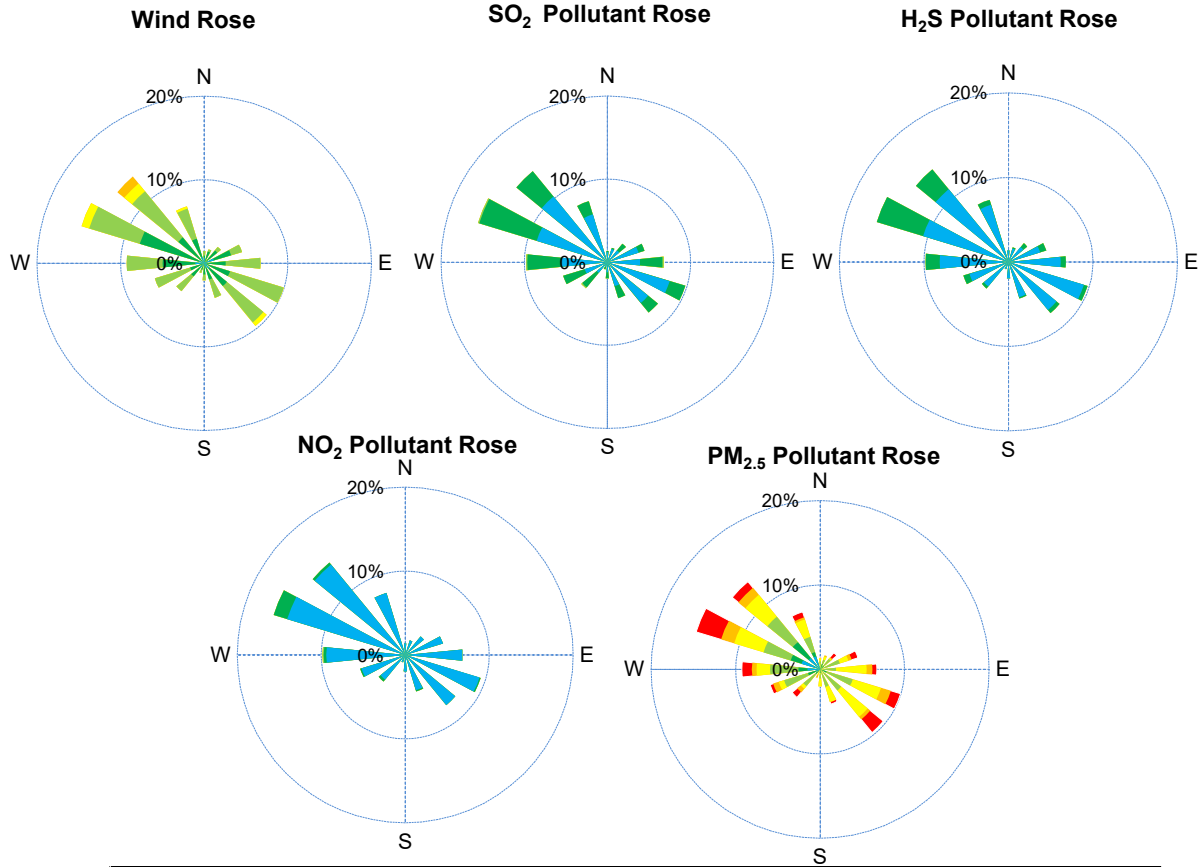 Wind Rose
SO₂ Pollutant Rose
H₂S Pollutant Rose
N
20%
10%
W
0%
E
S
N
20%
10%
W
0%
E
S
N
20%
10%
W
0%
E
S
NO₂ Pollutant Rose
PM₂.₅ Pollutant Rose
N
20%
10%
W
0%
E
S
N
20%
10%
W
0%
E
S